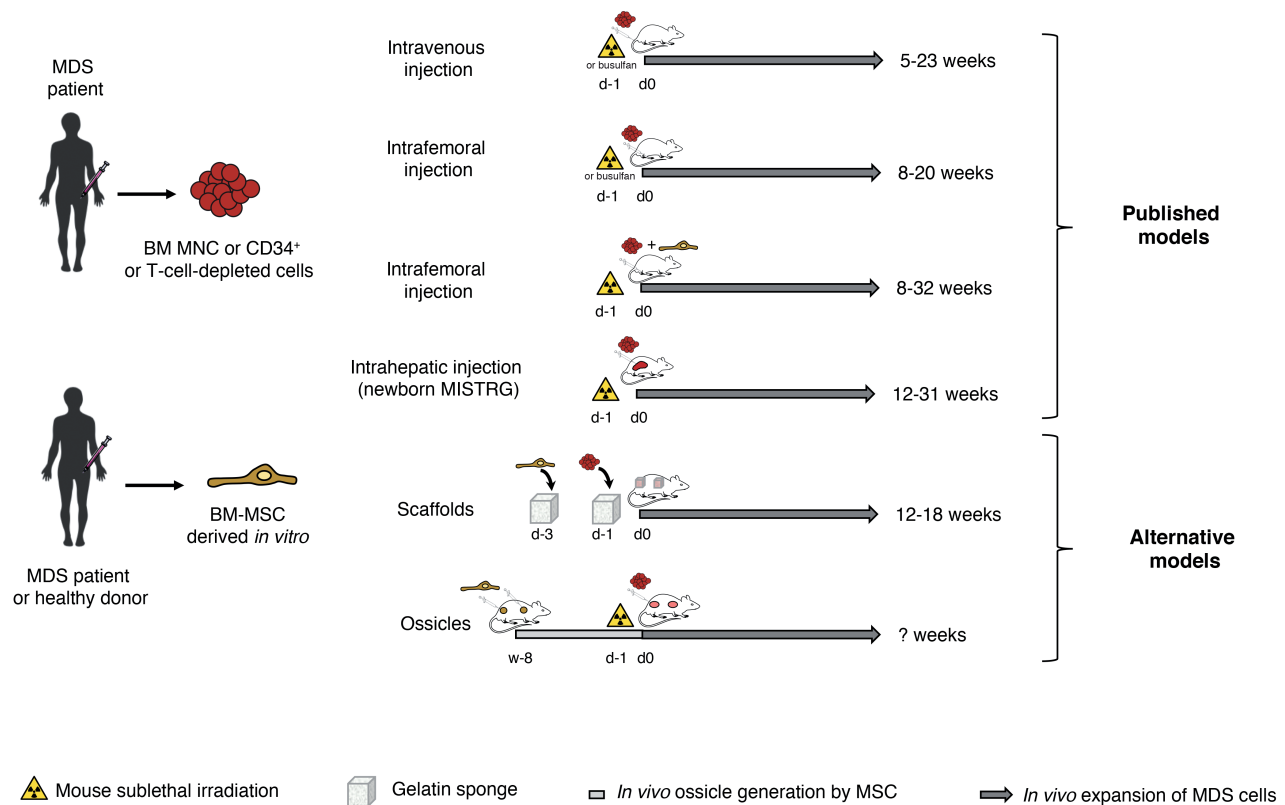 MDS
patient
BM MNC or CD34+
or T-cell-depleted cells
MDS patient
or healthy donor
BM-MSC
derived in vitro
Intravenous
injection
or busulfan
d-1 d0
5-23 weeks
Intrafemoral
injection
or busulfan
d-1 d0
8-20 weeks
Intrafemoral
injection
+
d-1 d0
8-32 weeks
Intrahepatic injection
(newborn MISTRG)
d-1 d0
12-31 weeks
Published
models
Scaffolds
d-3 d-1 d0
12-18 weeks
Ossicles
w-8 d-1 d0
? weeks
Alternative
models
Mouse sublethal irradiation
Gelatin sponge
In vivo ossicle generation by MSC
In vivo expansion of MDS cells